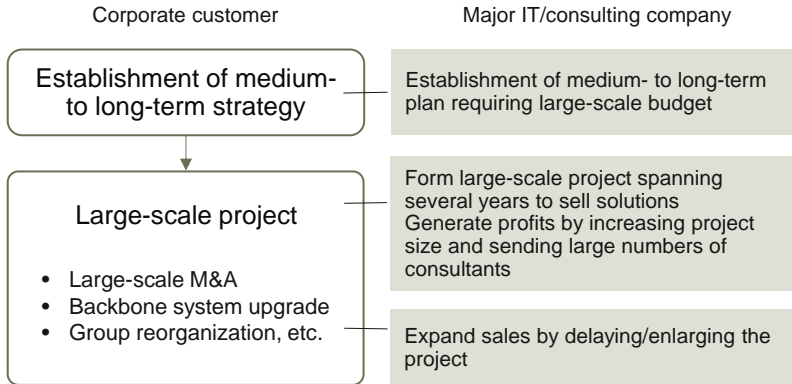 Corporate customer
Major IT/consulting company
Establishment of medium-
to long-term strategy
Establishment of medium- to long-term
plan requiring large-scale budget
Large-scale project
• Large-scale M&A
• Backbone system upgrade
• Group reorganization, etc.
Form large-scale project spanning
several years to sell solutions
Generate profits by increasing project
size and sending large numbers of
consultants
Expand sales by delaying/enlarging the
project